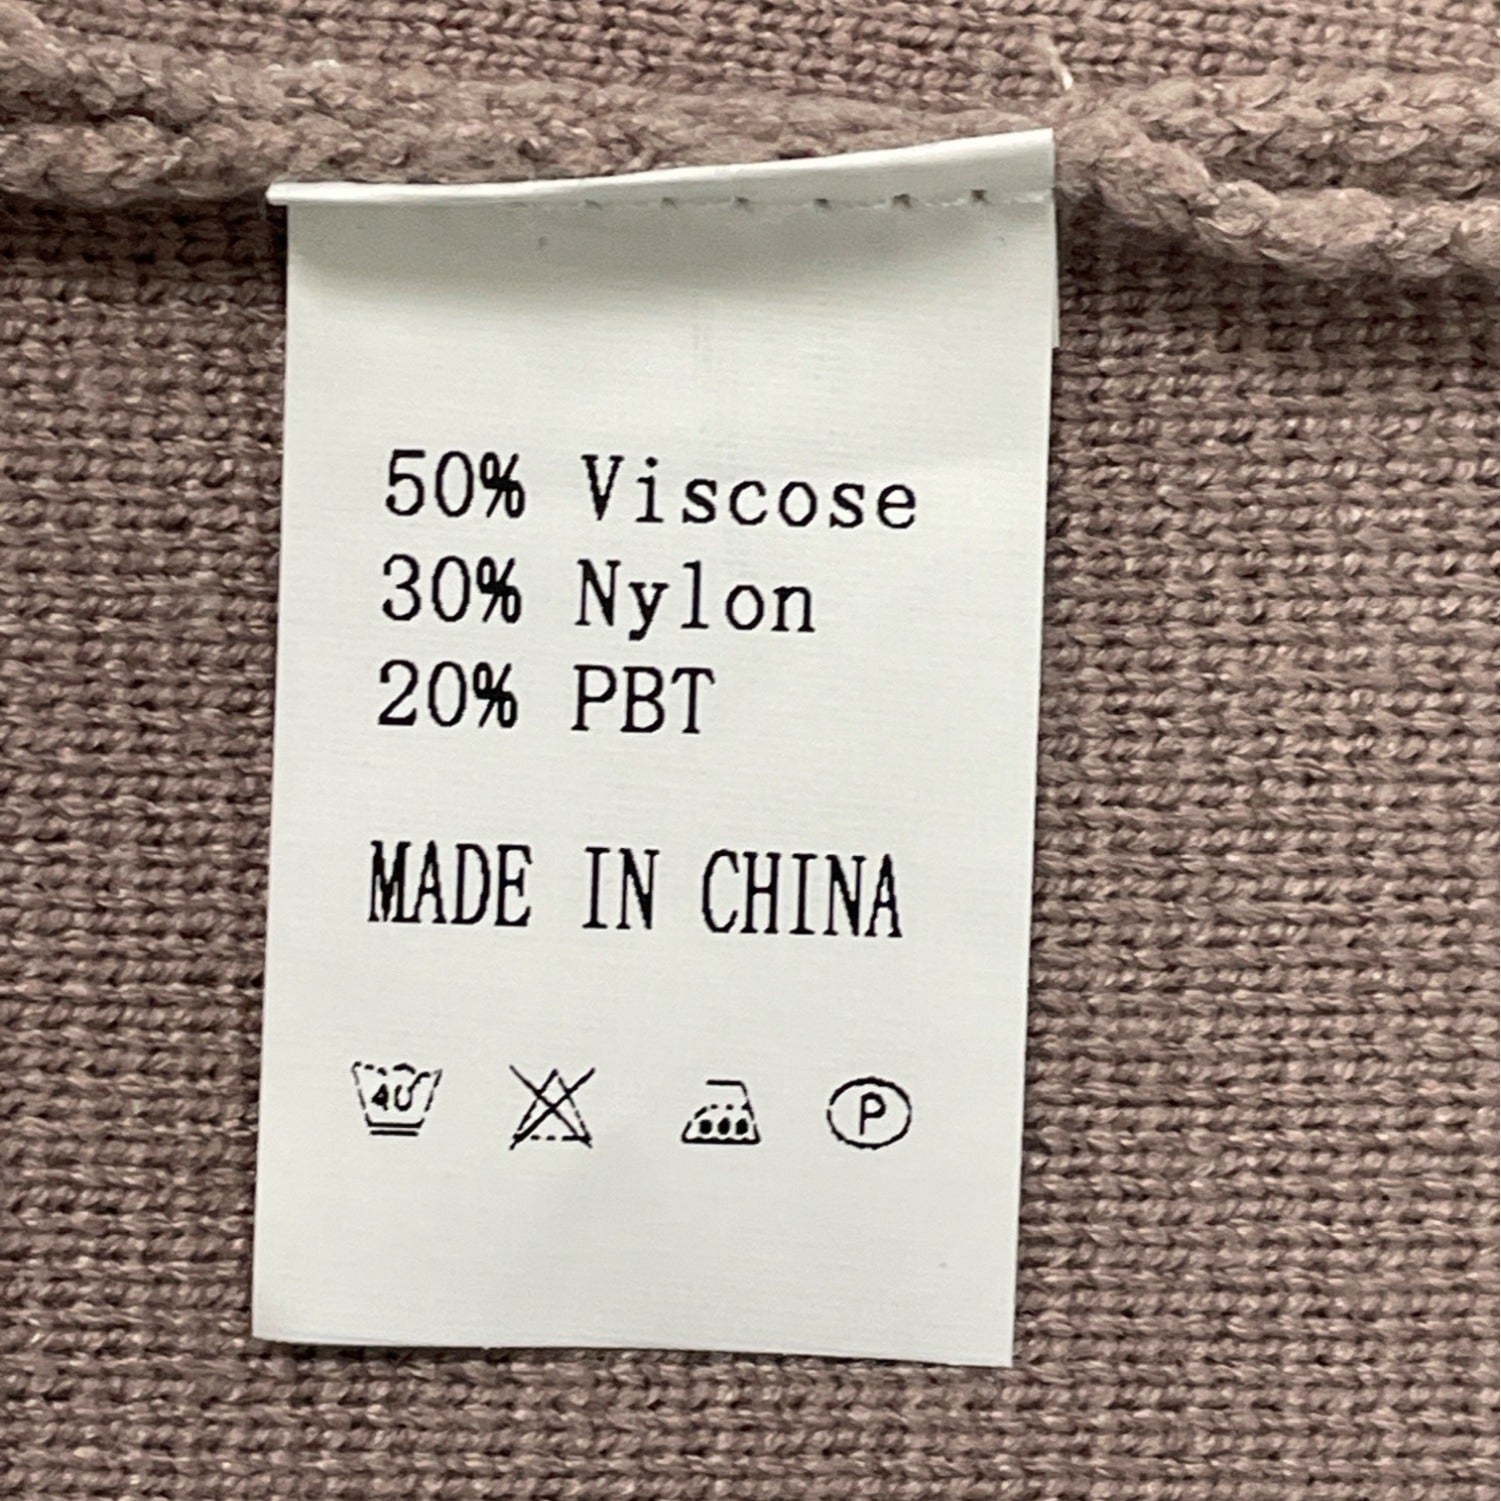 50% Viscose
30% Nylon
20% PBT
MADE IN CHINA
40 P